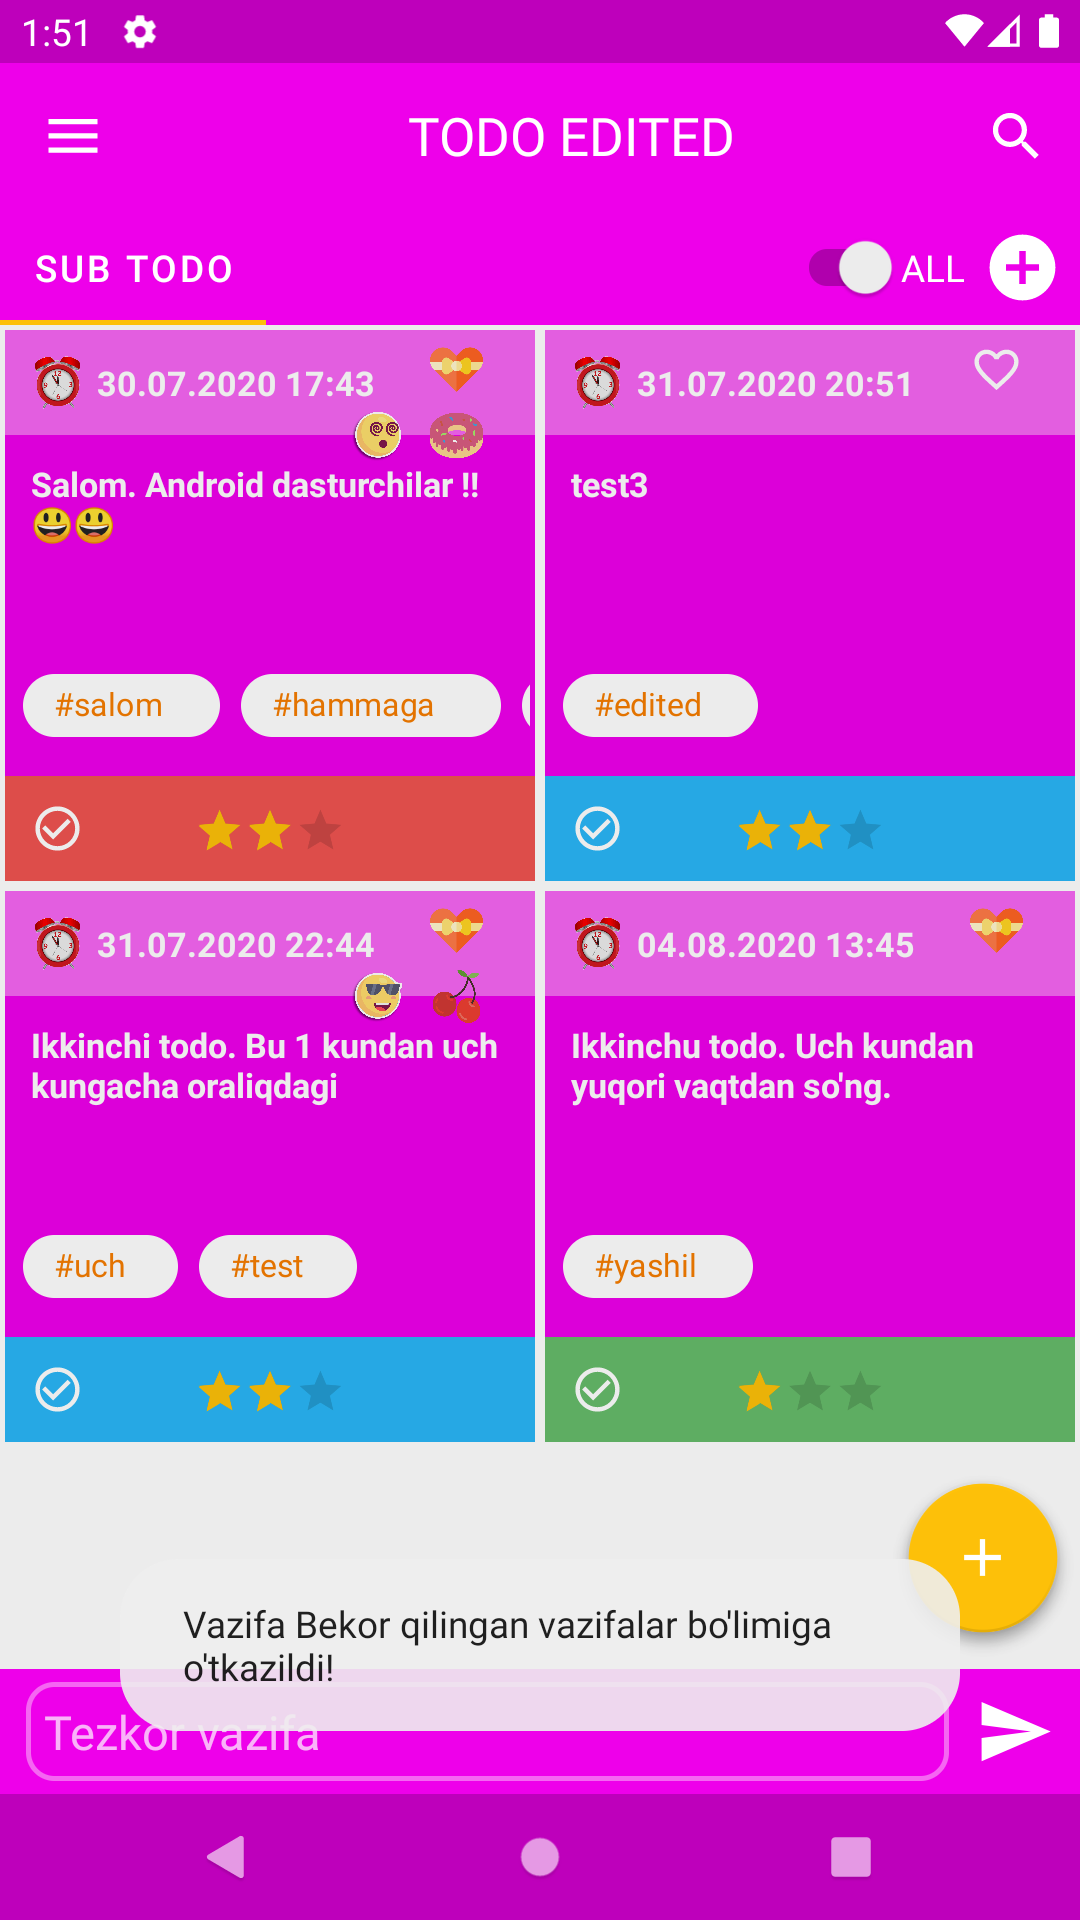 1:51
TODO EDITED
SUB TODO
ALL
30.07.2020 17:43
31.07.2020 20:51
Salom. Android dasturchilar !!
😃😃
test3
#salom
#hammaga
#edited
31.07.2020 22:44
04.08.2020 13:45
Ikkinchi todo. Bu 1 kundan uch
kungacha oraliqdagi
Ikkinchu todo. Uch kundan
yuqori vaqtdan so'ng.
#uch
#test
#yashil
Vazifa Bekor qilingan vazifalar bo'limiga
o'tkazildi!
Tezkor vazifa